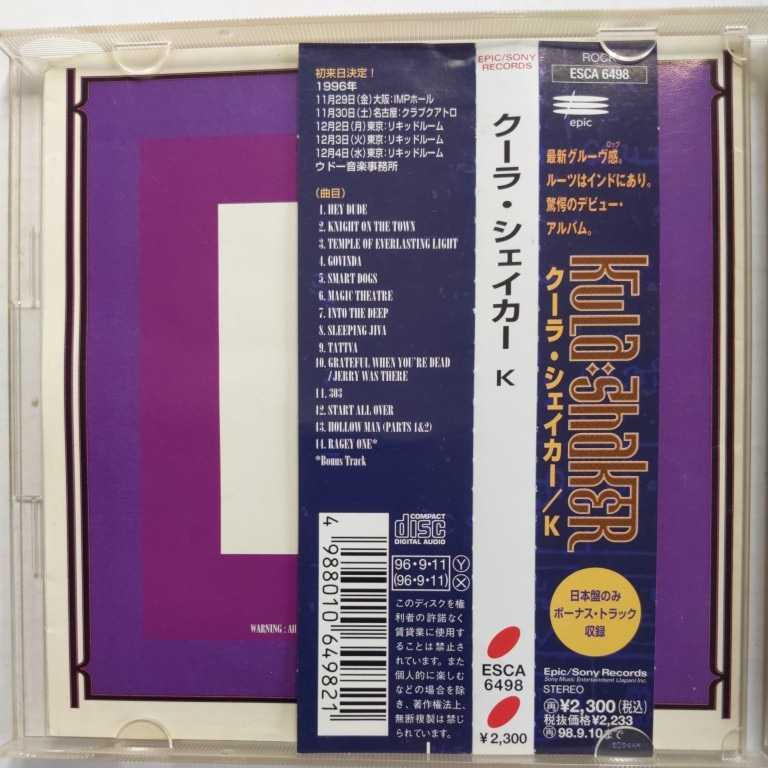 初来日決定！
1996年
11月29日(金)大阪:IMPホール
11月30日(土)名古屋:クラブクアトロ
12月2日(月)東京:リキッドルーム
12月3日(火)東京:リキッドルーム
12月4日(水)東京:リキッドルーム
ウドー音楽事務所
(曲目)
1. HEY DUDE
2. KNIGHT ON THE TOWN
3. TEMPLE OF EVERLASTING LIGHT
4. GOVINDA
5. SMART DOGS
6. MAGIC THEATRE
7. INTO THE DEEP
8. SLEEPING JIVA
9. TATTVA
10. GRATEFUL WHEN YOU'RE DEAD
/JERRY WAS THERE
11. 303
12. START ALL OVER
13. HOLLOW MAN (PARTS 1&2)
14. RAGEY ONE*
*Bonus Track
4 988010 649821
COMPACT
disc
DIGITAL AUDIO
96・9・11 Y
(96・9・11) X
このディスクを権
利者の許諾なく
賃貸業に使用す
ることは禁止され
ています。また
個人的に楽しむ
などの場合を除
き、著作権法上、
無断複製は禁じ
られています。
WARNING : All
EPIC/SONY
RECORDS
クーラ・シェイカー K
ESCA
6498
¥2,300
ROCK
ESCA 6498
epic
最新グルーヴ感。
ロック
ルーツはインドにあり。
驚愕のデビュー・
アルバム。
KULA:SHAKER
クーラ・シェイカー/K
日本盤のみ
ボーナス・トラック
収録
Epic/Sony Records
Sony Music Entertainment (Japan) Inc.
STEREO
再¥2,300(税込)
税抜価格¥2,233
再98.9.10まで